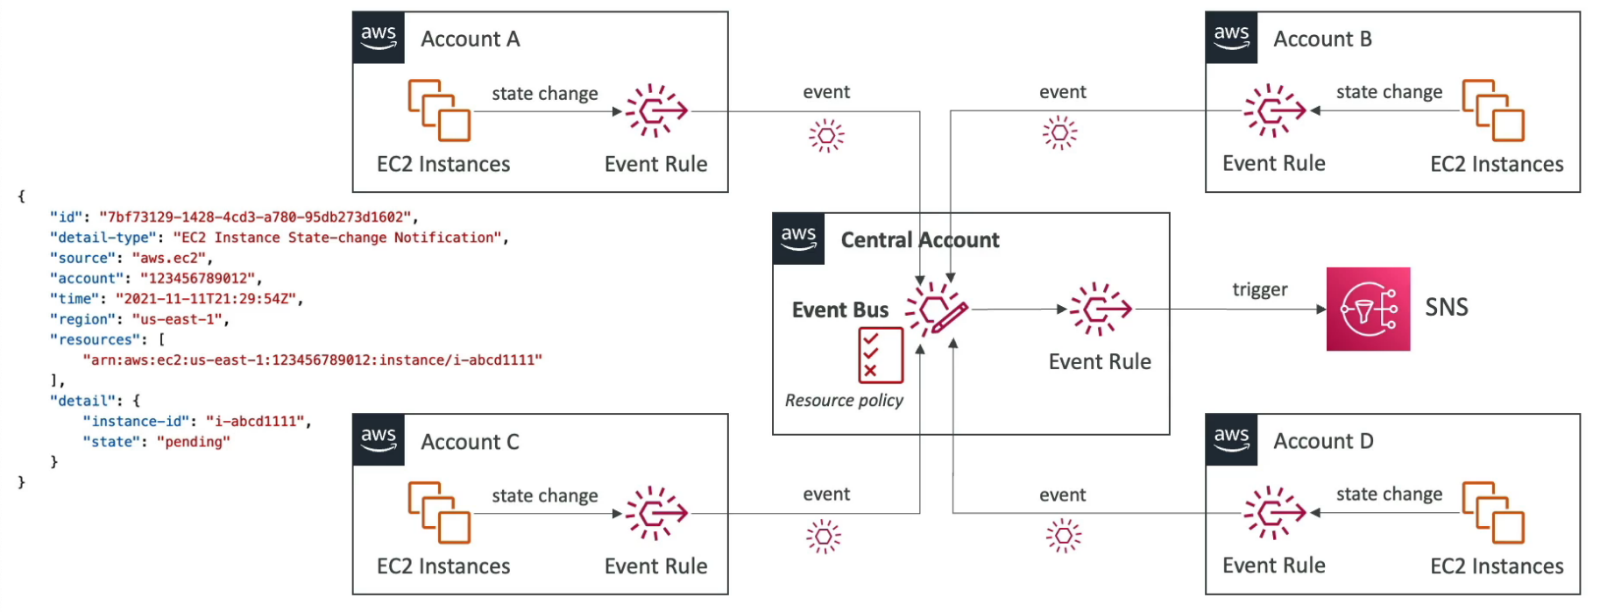 aws
Account A
state change
EC2 Instances
Event Rule
event
event
aws
Account B
state change
Event Rule
EC2 Instances
{
"id": "7bf73129-1428-4cd3-a780-95db273d1602",
"detail-type": "EC2 Instance State-change Notification",
"source": "aws.ec2",
"account": "123456789012",
"time": "2021-11-11T21:29:54Z",
"region": "us-east-1",
"resources": [
"arn:aws:ec2:us-east-1:123456789012:instance/i-abcd1111"
],
"detail": {
"instance-id": "i-abcd1111",
"state": "pending"
}
}
aws
Central Account
Event Bus
Resource policy
Event Rule
trigger
SNS
aws
Account C
state change
EC2 Instances
Event Rule
event
event
aws
Account D
state change
Event Rule
EC2 Instances